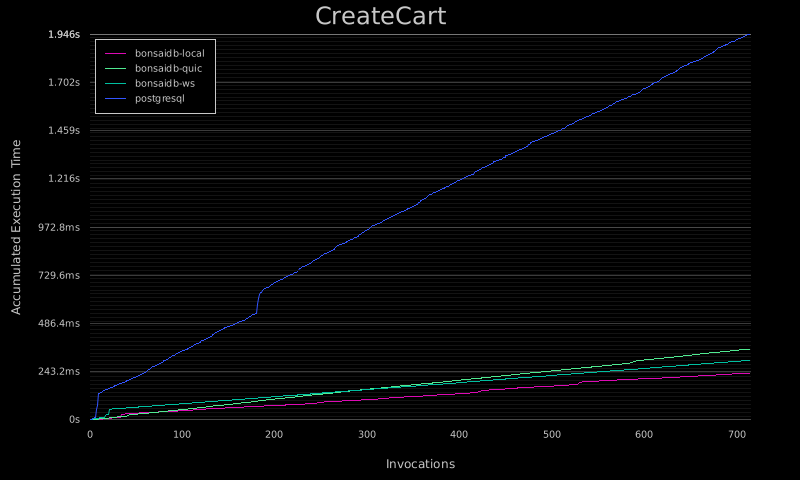 CreateCart
1.946s
1.702s
1.459s
1.216s
972.8ms
729.6ms
486.4ms
243.2ms
0s
bonsaidb-local
bonsaidb-quic
bonsaidb-ws
postgresql
Accumulated Execution Time
0 100 200 300 400 500 600 700
Invocations